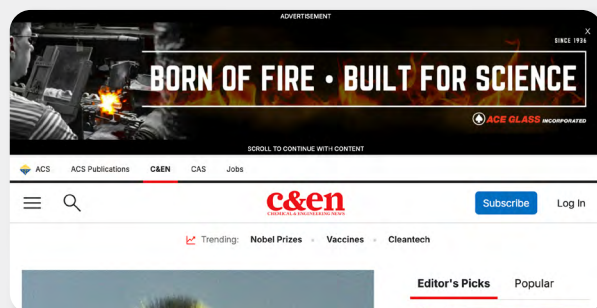 ADVERTISEMENT
X
SINCE 1936
BORN OF FIRE • BUILT FOR SCIENCE
ACE GLASS INCORPORATED
SCROLL TO CONTINUE WITH CONTENT
ACS ACS Publications C&EN CAS Jobs
c&en
CHEMICAL & ENGINEERING NEWS
Subscribe Log In
Trending: Nobel Prizes Vaccines Cleantech
Editor's Picks Popular